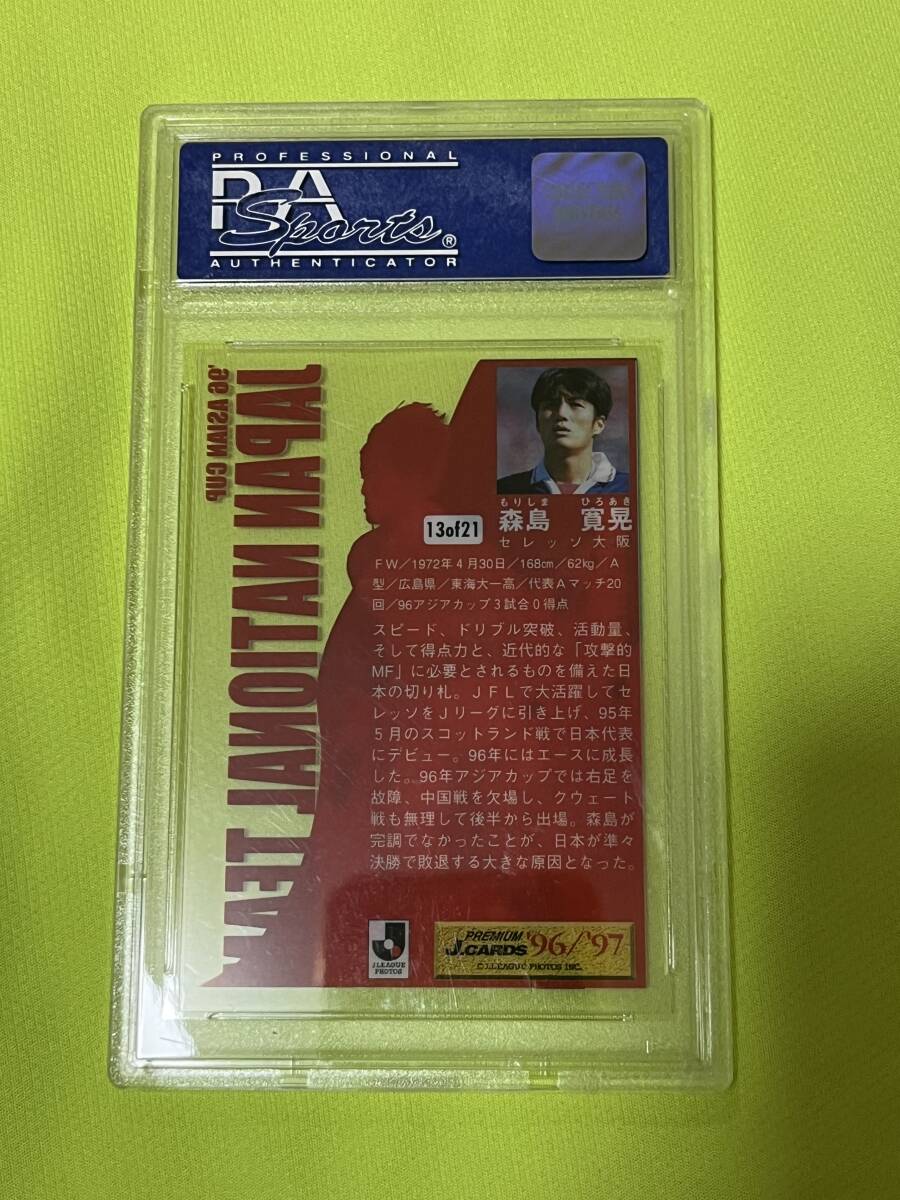 PROFESSIONAL
PSA
Sports®
AUTHENTICATOR
'96 ASIAN CUP
JAPAN NATIONAL TEAM
もりしま ひろあき
13of21
森島 寛晃
セレッソ大阪
FW/1972年4月30日/168cm/62kg/A
型/広島県/東海大一高/代表Aマッチ20
回/96アジアカップ3試合0得点
スピード、ドリブル突破、活動量、
そして得点力と、近代的な「攻撃的
MF」に必要とされるものを備えた日
本の切り札。JFLで大活躍してセ
レッソをJリーグに引き上げ、95年
5月のスコットランド戦で日本代表
にデビュー。96年にはエースに成長
した。96年アジアカップでは右足を
故障、中国戦を欠場し、クウェート
戦も無理して後半から出場。森島が
完調でなかったことが、日本が準々
決勝で敗退する大きな原因となった。
J.LEAGUE
PHOTOS
PREMIUM
J.CARDS '96/'97
©J.LEAGUE PHOTOS INC.